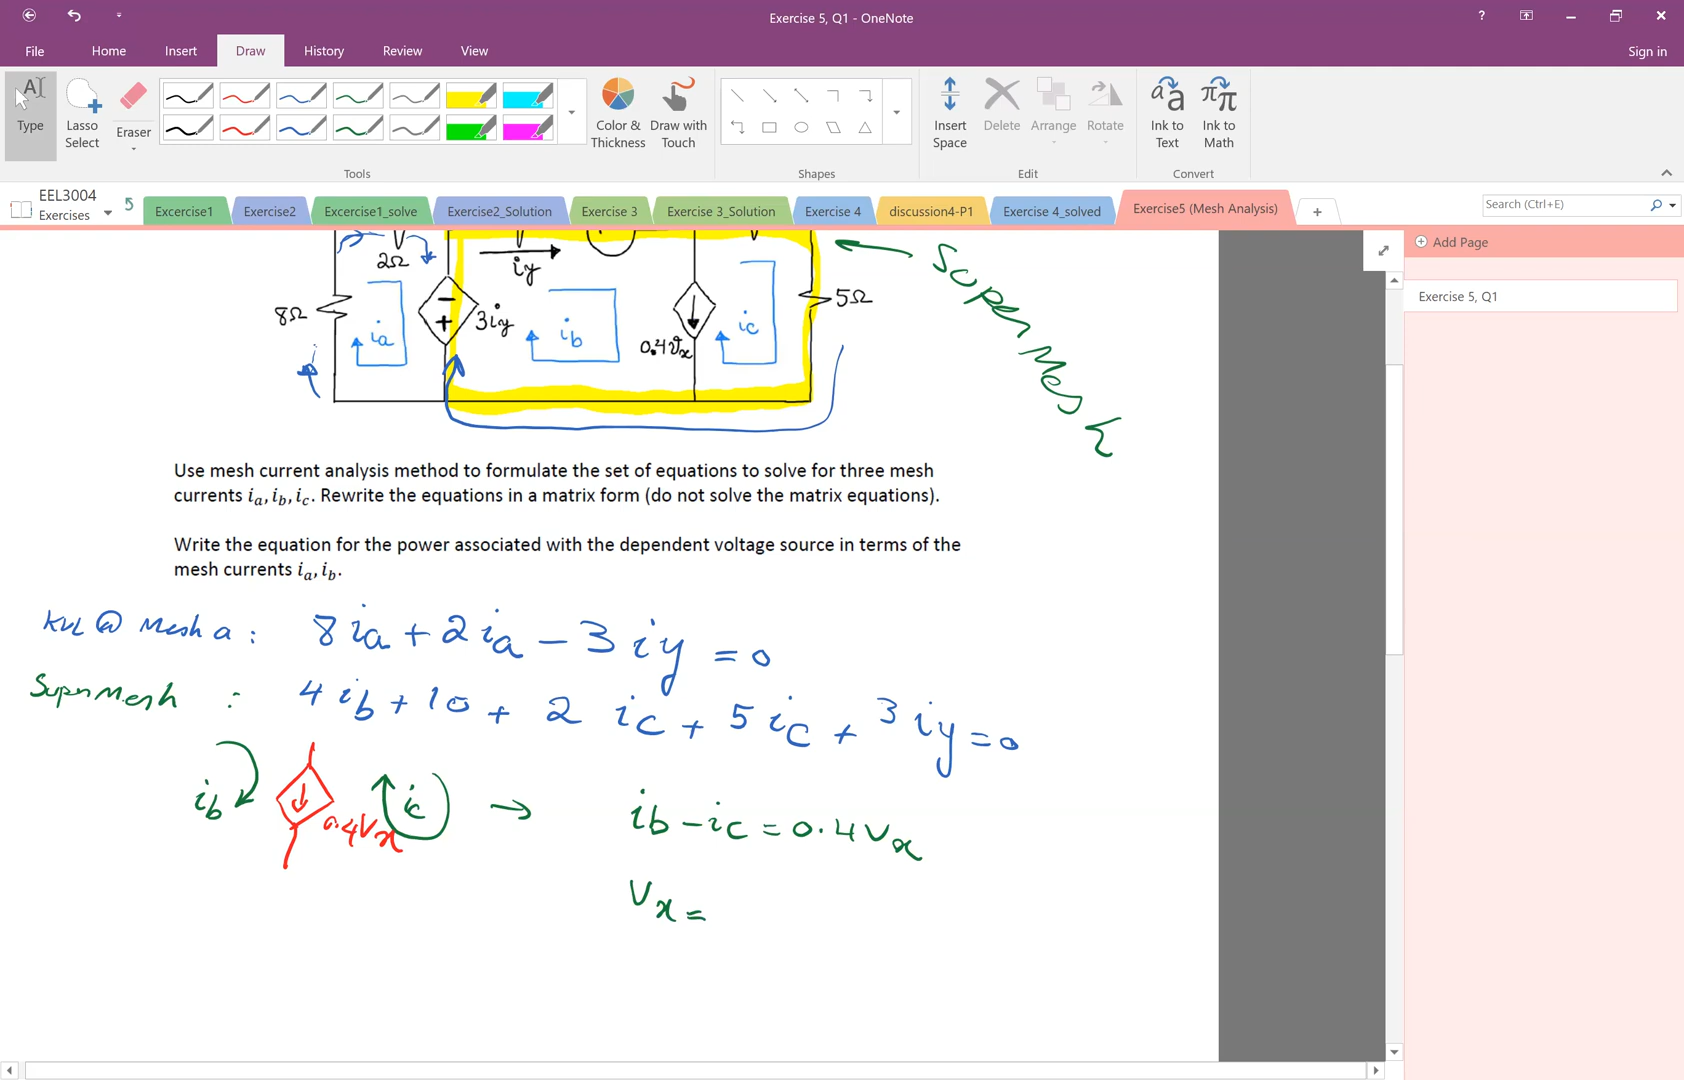 Exercise 5, Q1 - OneNote
?
File Home Insert Draw History Review View Sign in
Type
Lasso Select
Eraser
Color & Thickness
Draw with Touch
Insert Space
Delete
Arrange
Rotate
Ink to Text
Ink to Math
Tools Shapes Edit Convert
EEL3004
Exercises
Excercise1 Exercise2 Excercise1_solve Exercise2_Solution Exercise 3 Exercise 3_Solution Exercise 4 discussion4-P1 Exercise 4_solved Exercise5 (Mesh Analysis) +
Search (Ctrl+E)
Add Page
Exercise 5, Q1
2Ω
iy
8Ω
ia
- +
3iy
ib
0.4vx
ic
5Ω
SuperMesh
i
Use mesh current analysis method to formulate the set of equations to solve for three mesh
currents ia, ib, ic. Rewrite the equations in a matrix form (do not solve the matrix equations).
Write the equation for the power associated with the dependent voltage source in terms of the
mesh currents ia, ib.
KVL @ Mesh a : 8ia + 2ia - 3iy = 0
SuperMesh : 4ib + 10 + 2 ic + 5ic + 3iy = 0
ib 0.4Vx ic → ib - ic = 0.4Vx
Vx =